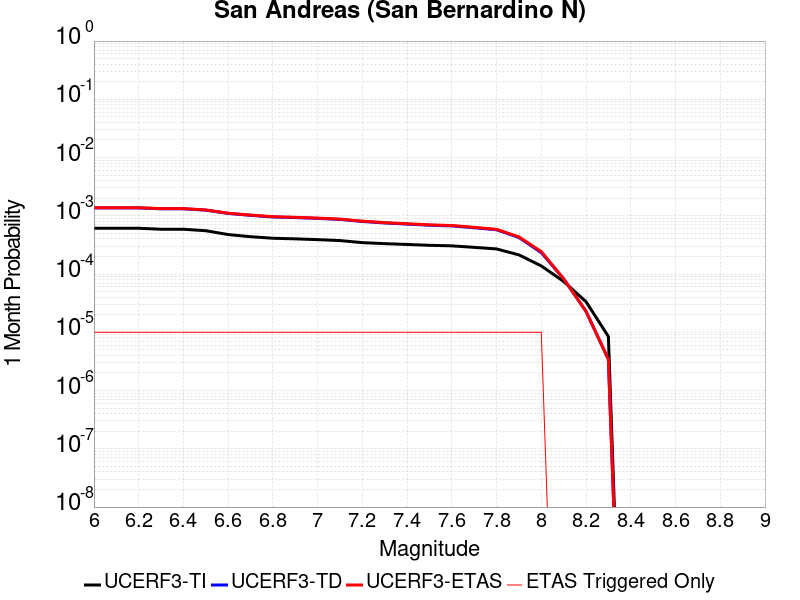 San Andreas (San Bernardino N)
1 Month Probability
10^0
10^-1
10^-2
10^-3
10^-4
10^-5
10^-6
10^-7
10^-8
6 6.2 6.4 6.6 6.8 7 7.2 7.4 7.6 7.8 8 8.2 8.4 8.6 8.8 9
Magnitude
UCERF3-TI UCERF3-TD UCERF3-ETAS ETAS Triggered Only